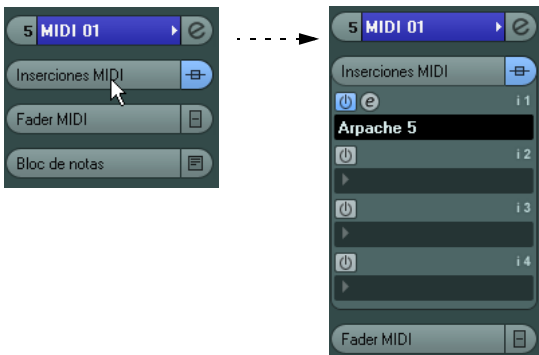 5 MIDI 01
e
Inserciones MIDI
Fader MIDI
Bloc de notas
5 MIDI 01
e
Inserciones MIDI
e
i 1
Arpache 5
i 2
i 3
i 4
Fader MIDI